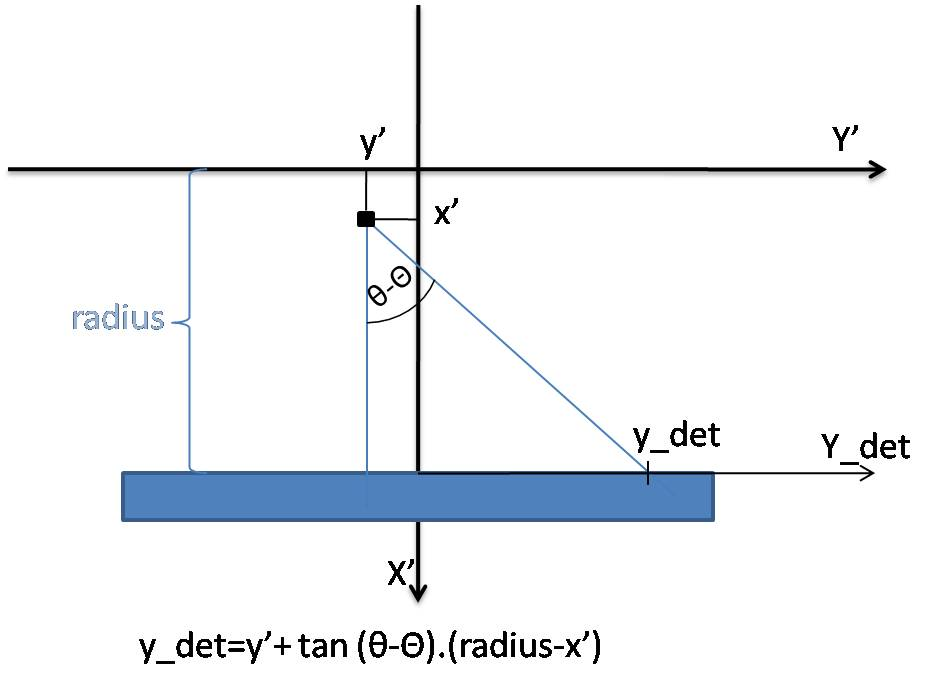 y’
Y’
x’
θ-Θ
radius
y_det
Y_det
X’
y_det=y’+ tan (θ-Θ).(radius-x’)